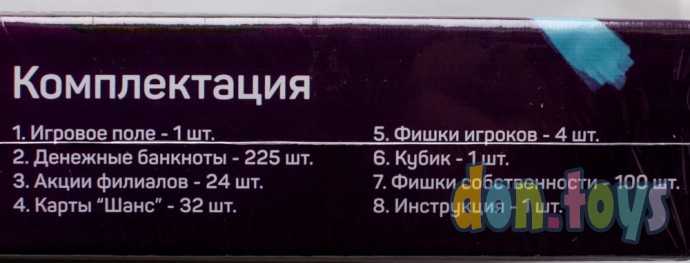 Комплектация
1. Игровое поле - 1 шт.
2. Денежные банкноты - 225 шт.
3. Акции филиалов - 24 шт.
4. Карты “Шанс” - 32 шт.
5. Фишки игроков - 4 шт.
6. Кубик - 1 шт.
7. Фишки собственности - 100 шт.
8. Инструкция - 1 шт.
don.toys